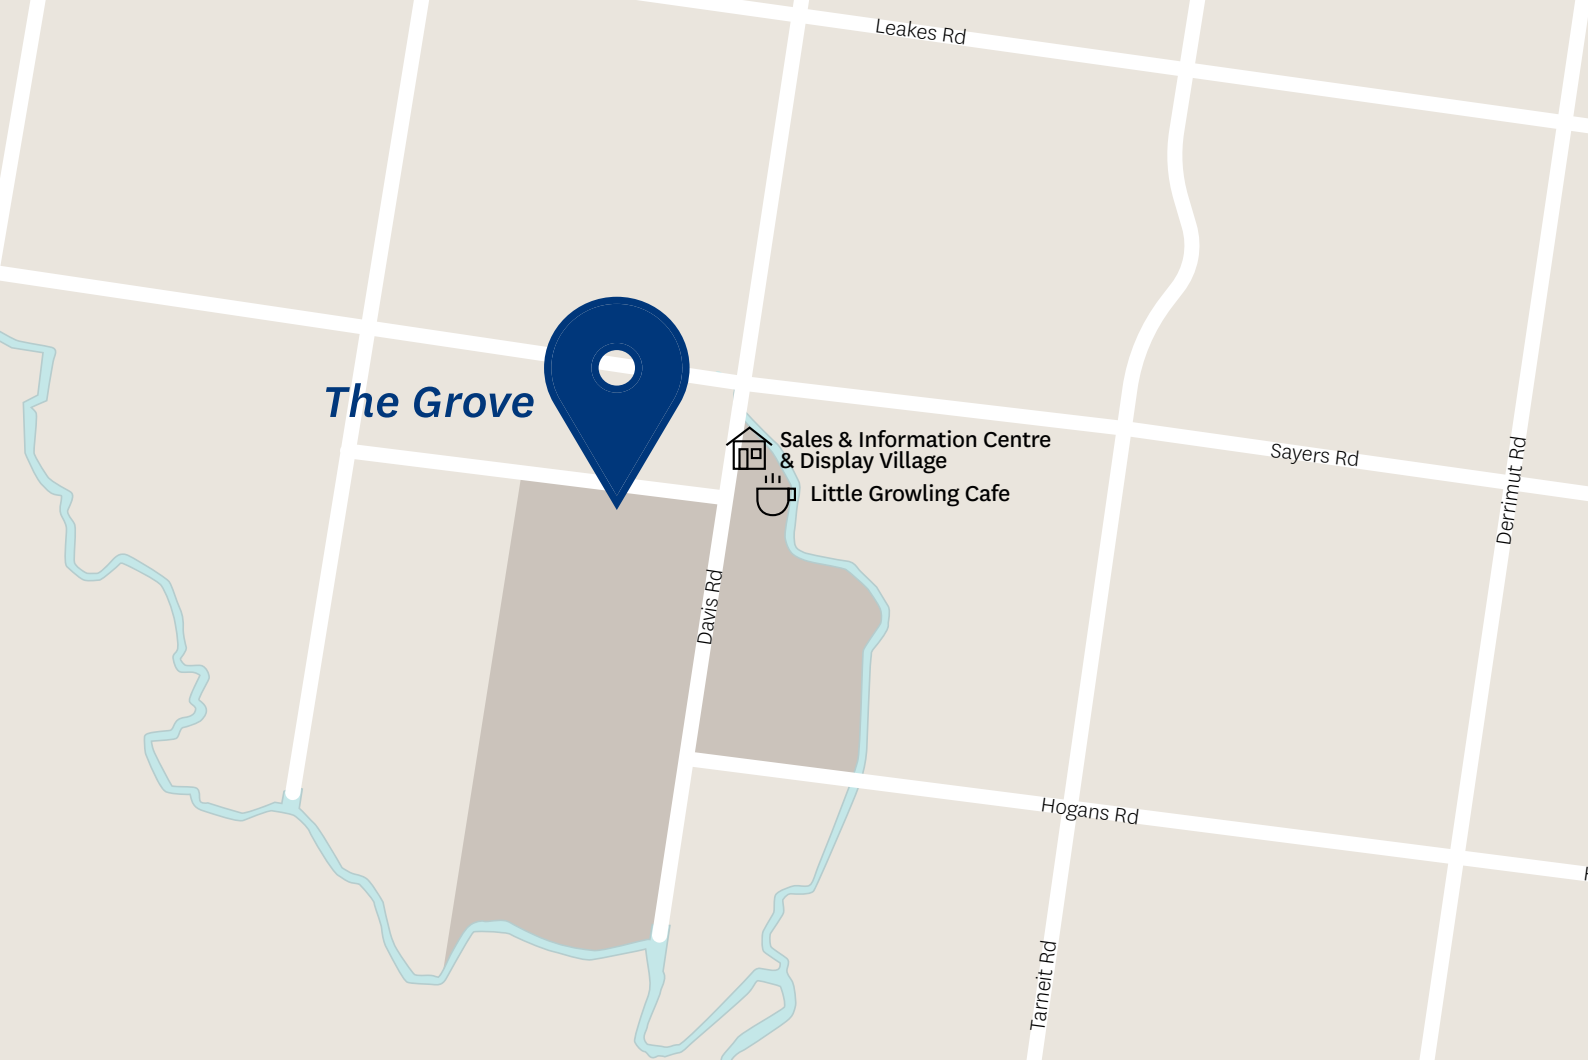 Leakes Rd
The Grove
Sales & Information Centre
& Display Village
Little Growling Cafe
Sayers Rd
Derrimut Rd
Davis Rd
Hogans Rd
Tarneit Rd